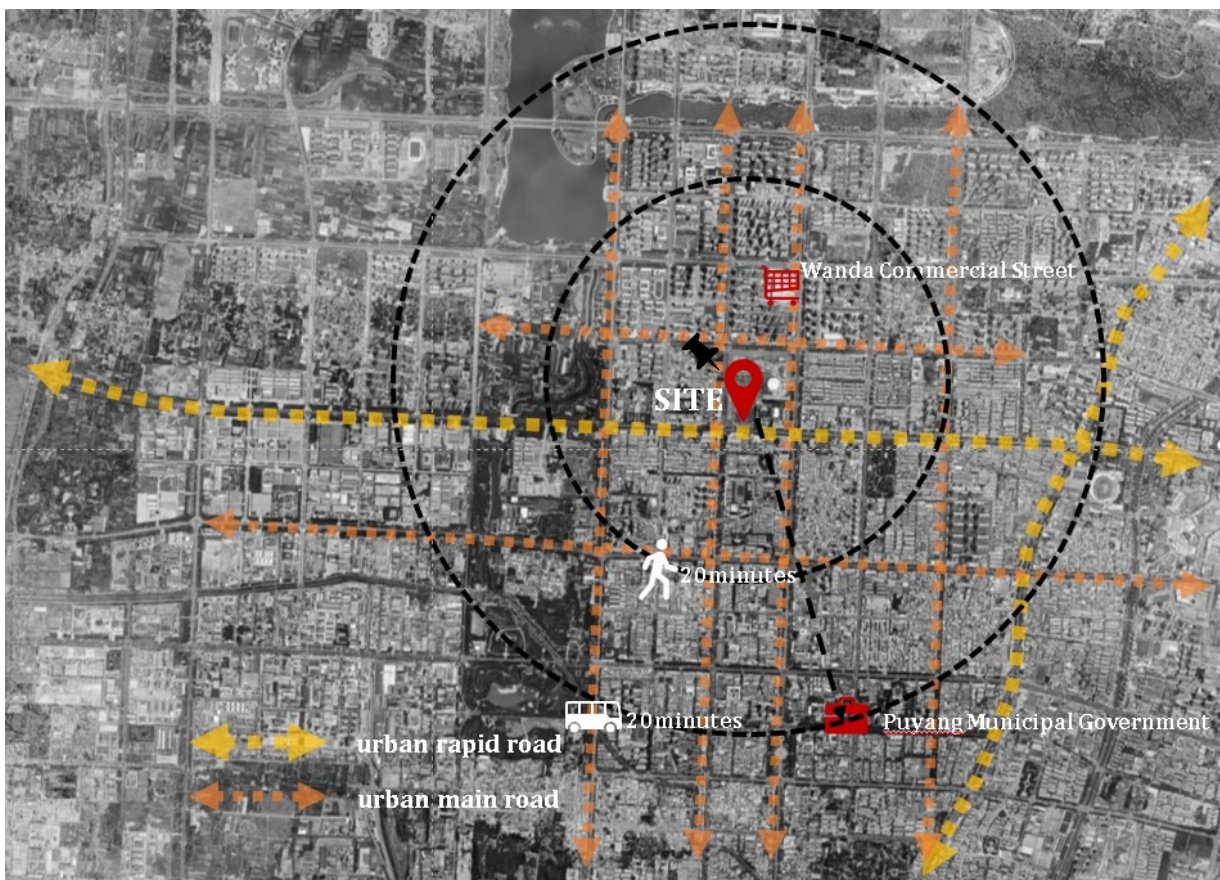 Wanda Commercial Street
SITE
20minutes
20minutes
Puyang Municipal Government
urban rapid road
urban main road